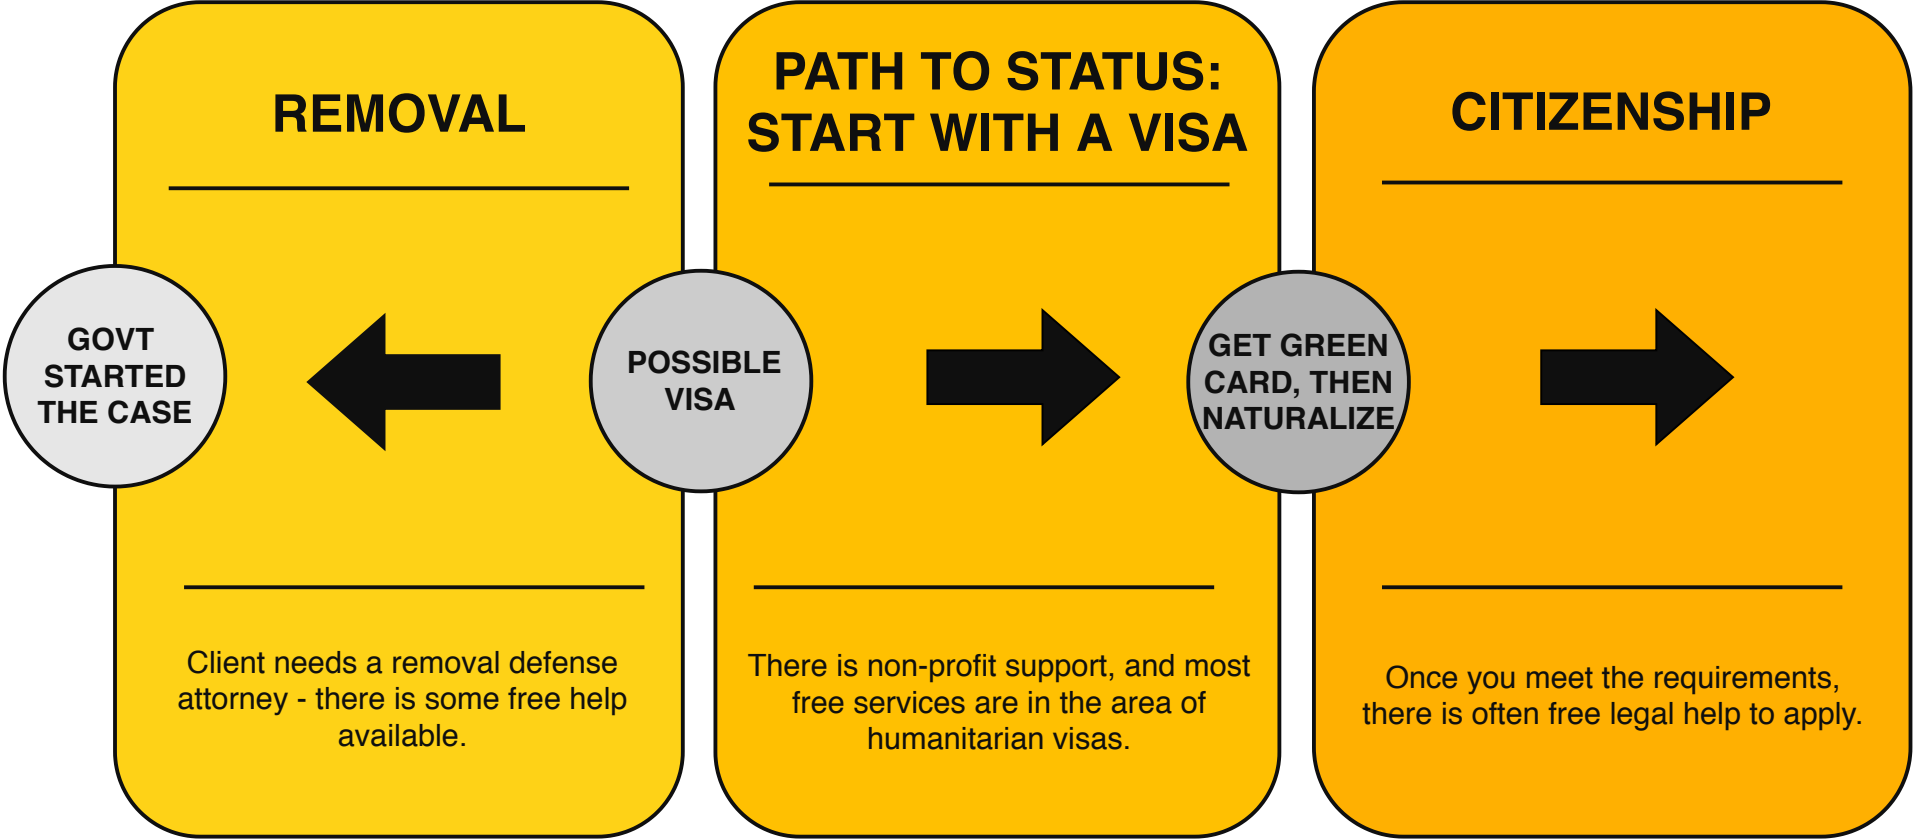 REMOVAL
GOVT
STARTED
THE CASE
Client needs a removal defense
attorney - there is some free help
available.
PATH TO STATUS:
START WITH A VISA
POSSIBLE
VISA
There is non-profit support, and most
free services are in the area of
humanitarian visas.
CITIZENSHIP
GET GREEN
CARD, THEN
NATURALIZE
Once you meet the requirements,
there is often free legal help to apply.